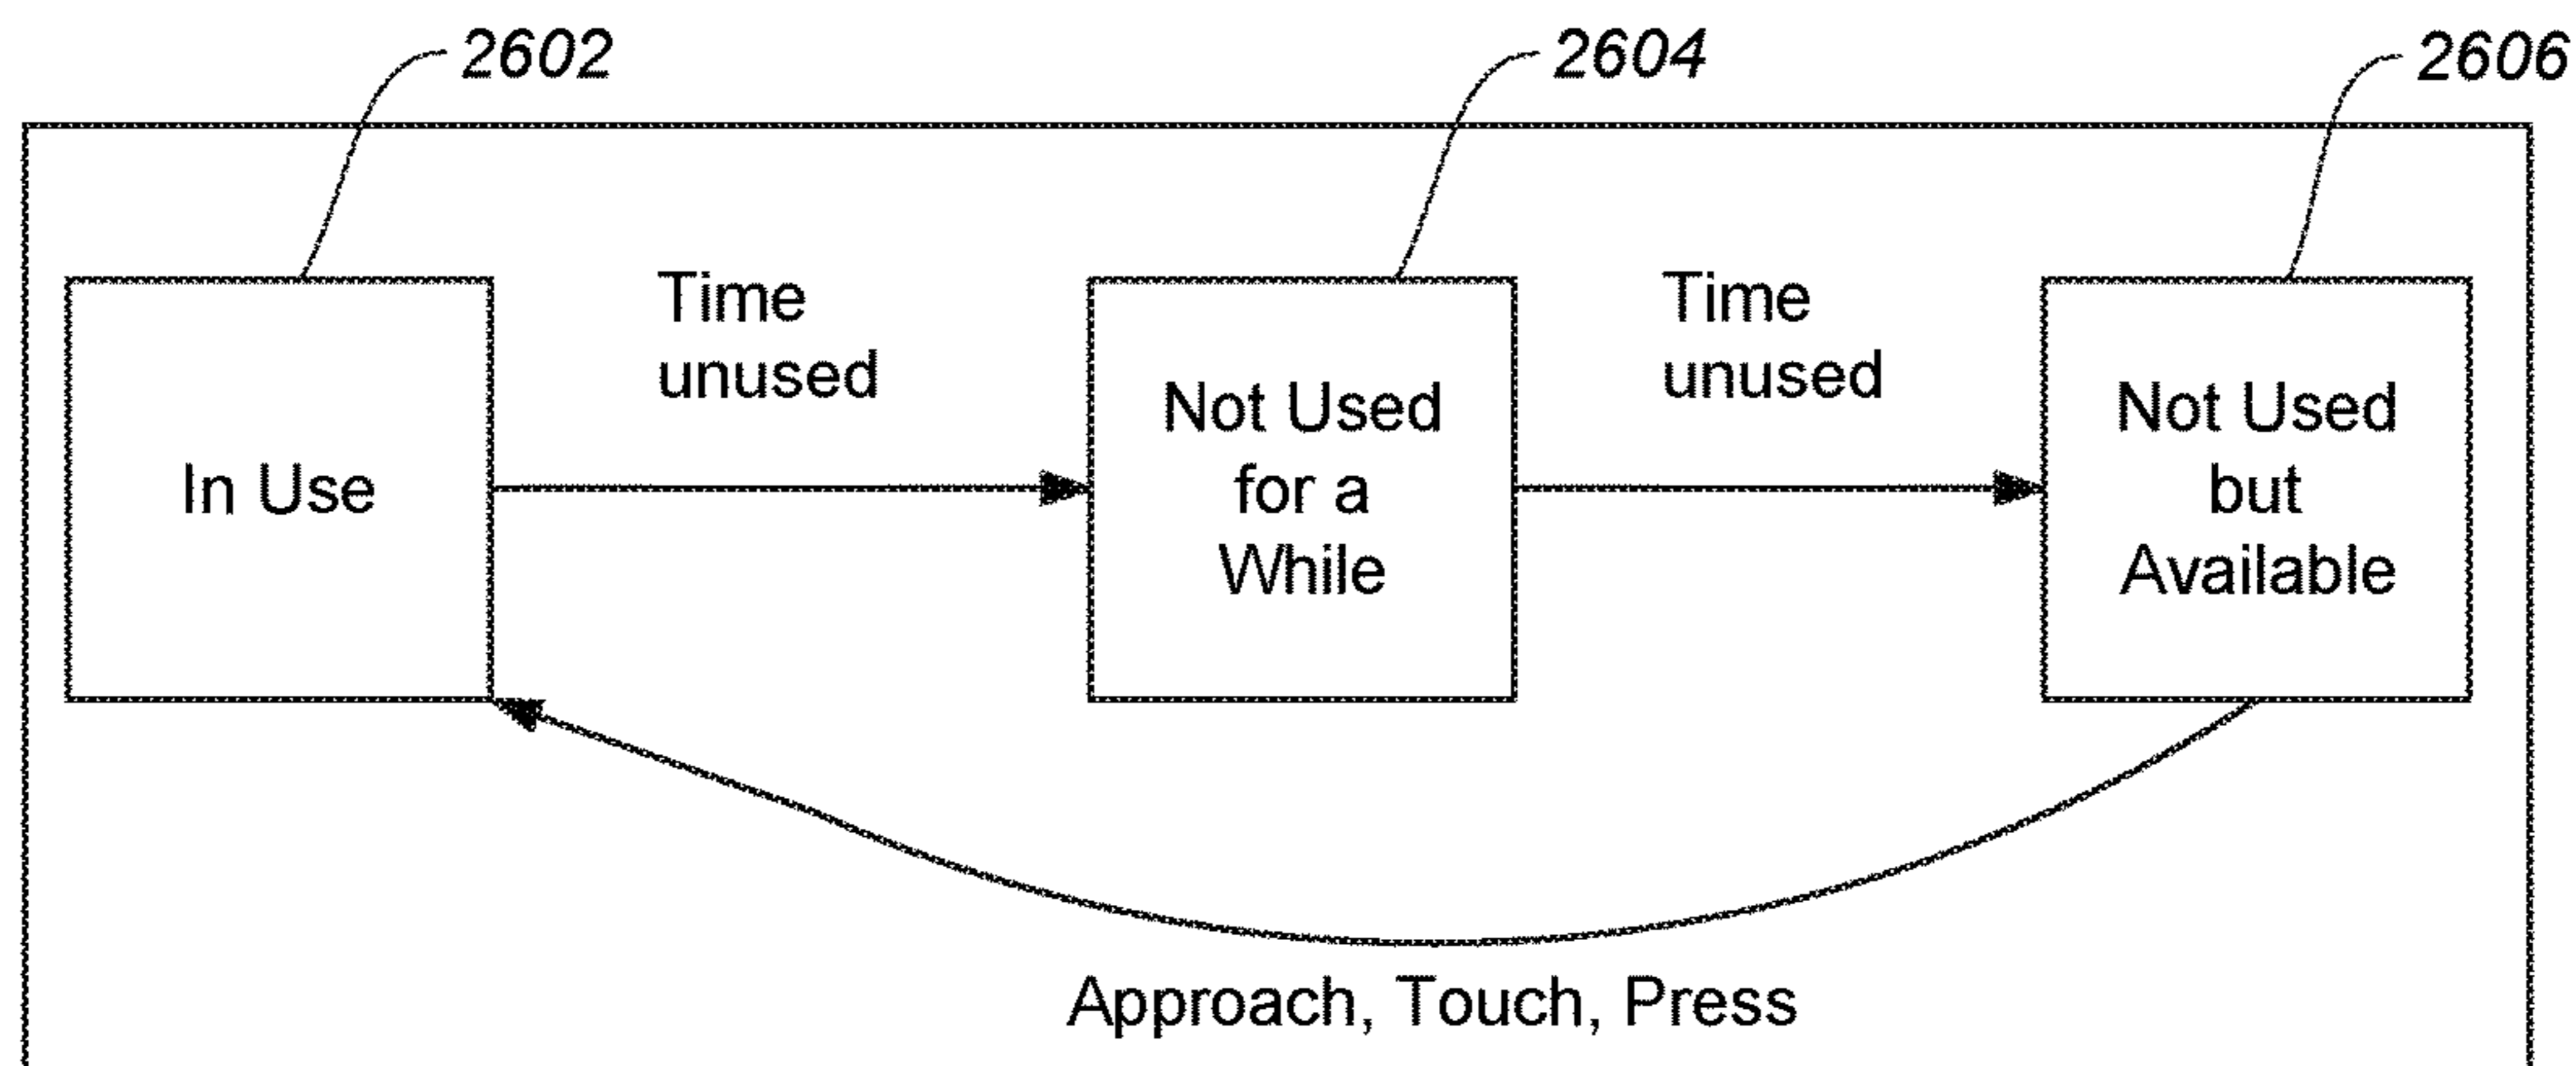 2602
2604
2606
Time
unused
Time
unused
In Use
Not Used
for a
While
Not Used
but
Available
Approach, Touch, Press